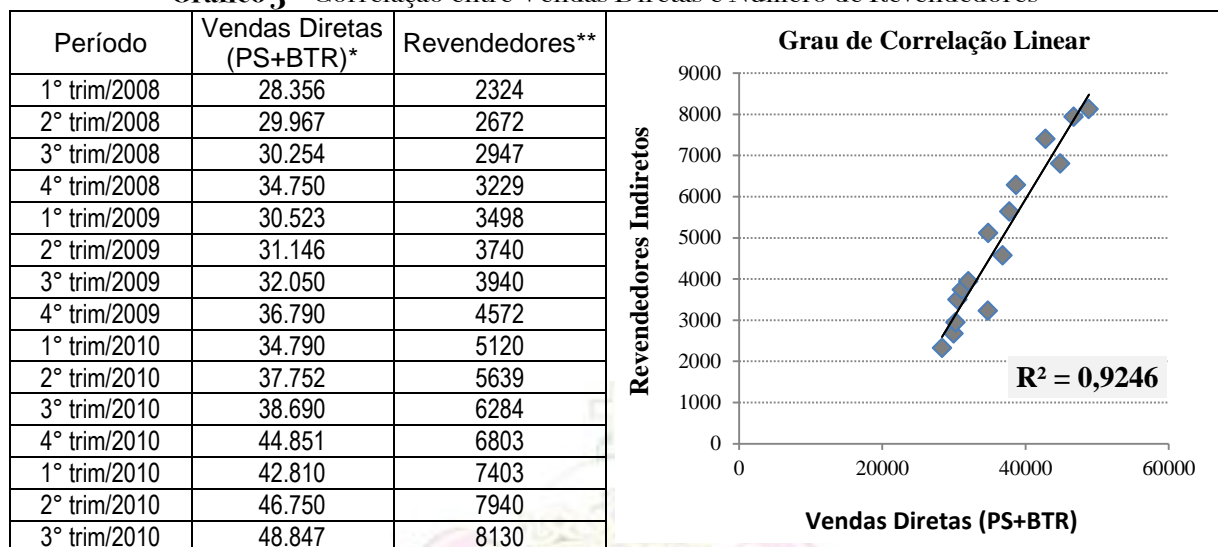 Gráfico 3 - Correlação entre Vendas Diretas e Número de Revendedores
Período Vendas Diretas (PS+BTR)* Revendedores**
1° trim/2008 28.356 2324
2° trim/2008 29.967 2672
3° trim/2008 30.254 2947
4° trim/2008 34.750 3229
1° trim/2009 30.523 3498
2° trim/2009 31.146 3740
3° trim/2009 32.050 3940
4° trim/2009 36.790 4572
1° trim/2010 34.790 5120
2° trim/2010 37.752 5639
3° trim/2010 38.690 6284
4° trim/2010 44.851 6803
1° trim/2010 42.810 7403
2° trim/2010 46.750 7940
3° trim/2010 48.847 8130
Grau de Correlação Linear
Revendedores Indiretos
9000
8000
7000
6000
5000
4000
3000
2000
1000
0
R² = 0,9246
0 20000 40000 60000
Vendas Diretas (PS+BTR)